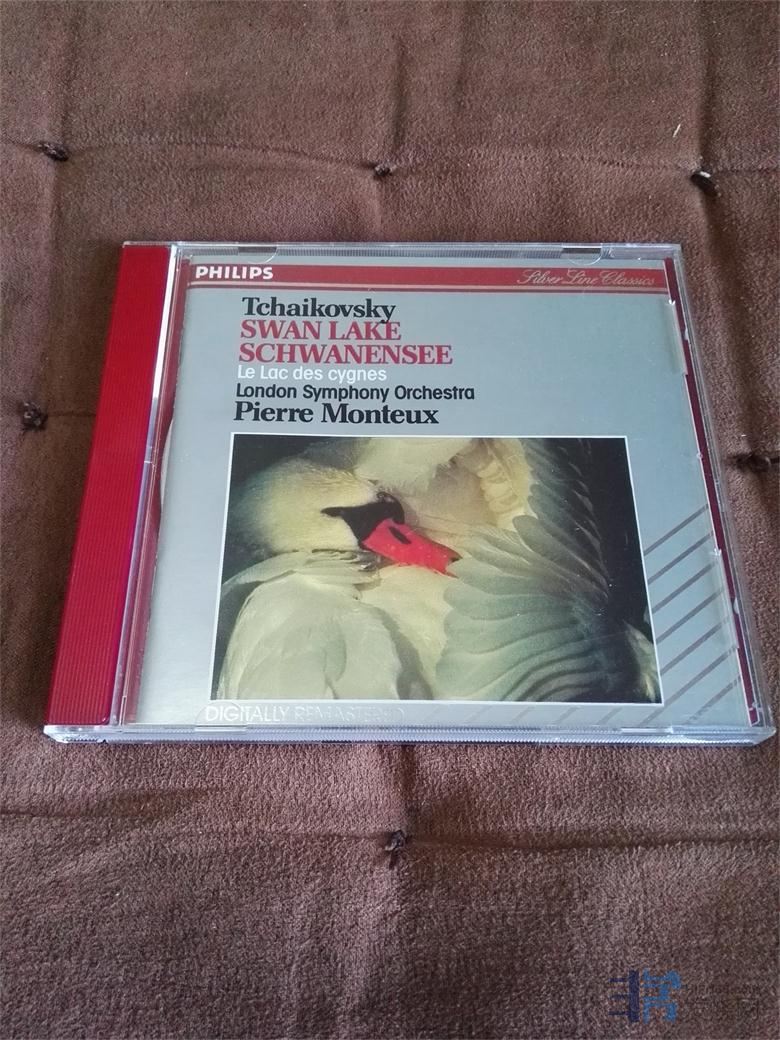 PHILIPS
Silver Line Classics
Tchaikovsky
SWAN LAKE
SCHWANENSEE
Le Lac des cygnes
London Symphony Orchestra
Pierre Monteux
DIGITALLY REMASTERED